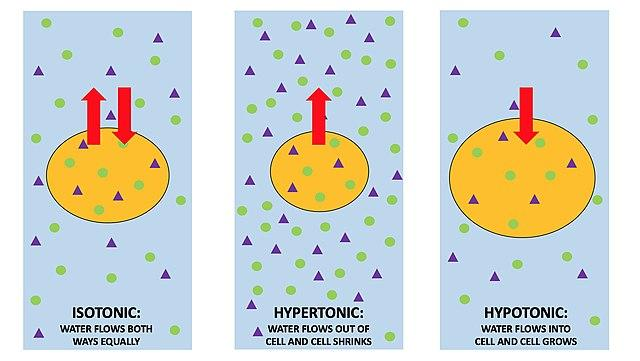 ISOTONIC:
WATER FLOWS BOTH
WAYS EQUALLY
HYPERTONIC:
WATER FLOWS OUT OF
CELL AND CELL SHRINKS
HYPOTONIC:
WATER FLOWS INTO
CELL AND CELL GROWS